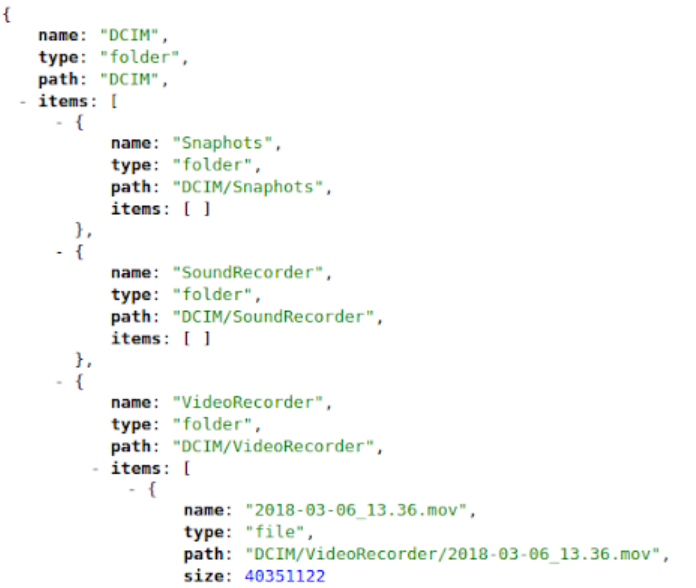 {
name: "DCIM",
type: "folder",
path: "DCIM",
- items: [
- {
name: "Snaphots",
type: "folder",
path: "DCIM/Snaphots",
items: [ ]
},
- {
name: "SoundRecorder",
type: "folder",
path: "DCIM/SoundRecorder",
items: [ ]
},
- {
name: "VideoRecorder",
type: "folder",
path: "DCIM/VideoRecorder",
- items: [
- {
name: "2018-03-06_13.36.mov",
type: "file",
path: "DCIM/VideoRecorder/2018-03-06_13.36.mov",
size: 40351122